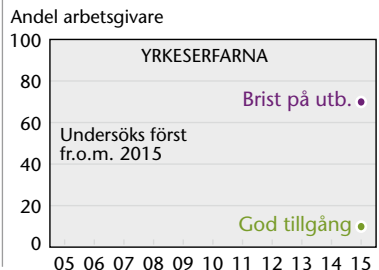 Andel arbetsgivare
100
YRKESERFARNA
80
Brist på utb.
60
Undersöks först
fr.o.m. 2015
40
20
God tillgång
0
05 06 07 08 09 10 11 12 13 14 15